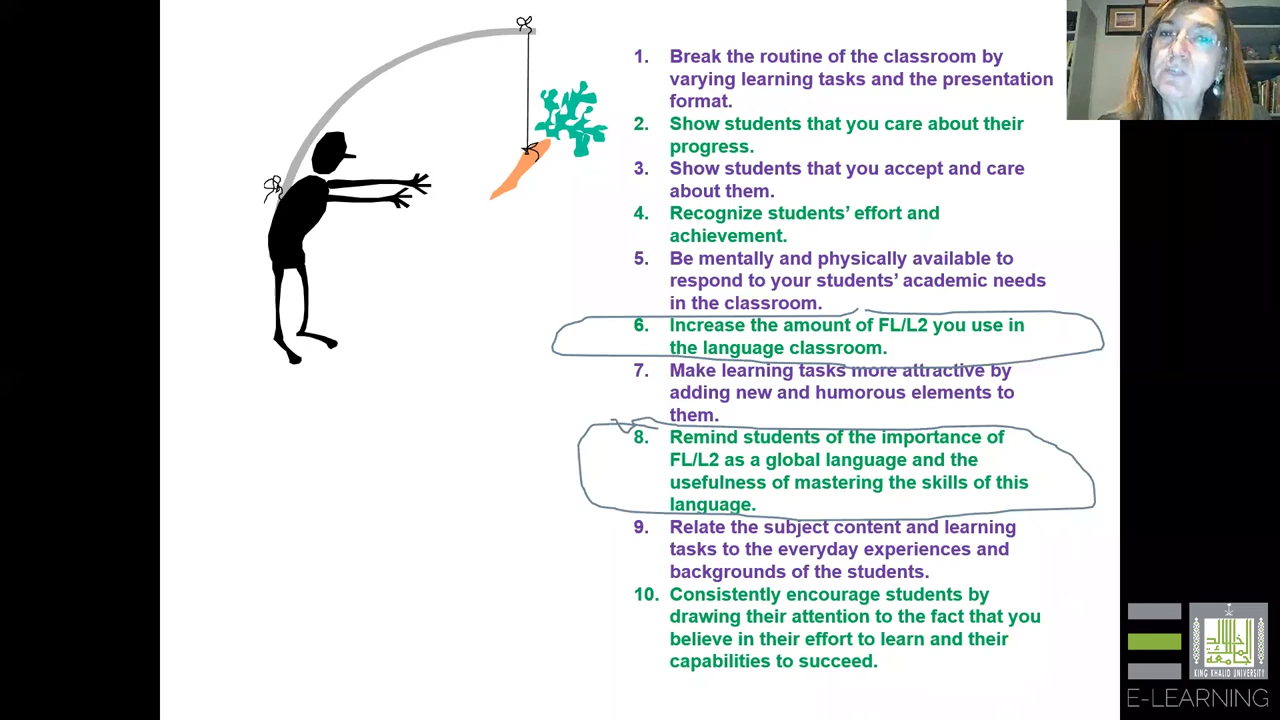 1. Break the routine of the classroom by
varying learning tasks and the presentation
format.
2. Show students that you care about their
progress.
3. Show students that you accept and care
about them.
4. Recognize students’ effort and
achievement.
5. Be mentally and physically available to
respond to your students’ academic needs
in the classroom.
6. Increase the amount of FL/L2 you use in
the language classroom.
7. Make learning tasks more attractive by
adding new and humorous elements to
them.
8. Remind students of the importance of
FL/L2 as a global language and the
usefulness of mastering the skills of this
language.
9. Relate the subject content and learning
tasks to the everyday experiences and
backgrounds of the students.
10. Consistently encourage students by
drawing their attention to the fact that you
believe in their effort to learn and their
capabilities to succeed.
KING KHALID UNIVERSITY
E-LEARNING